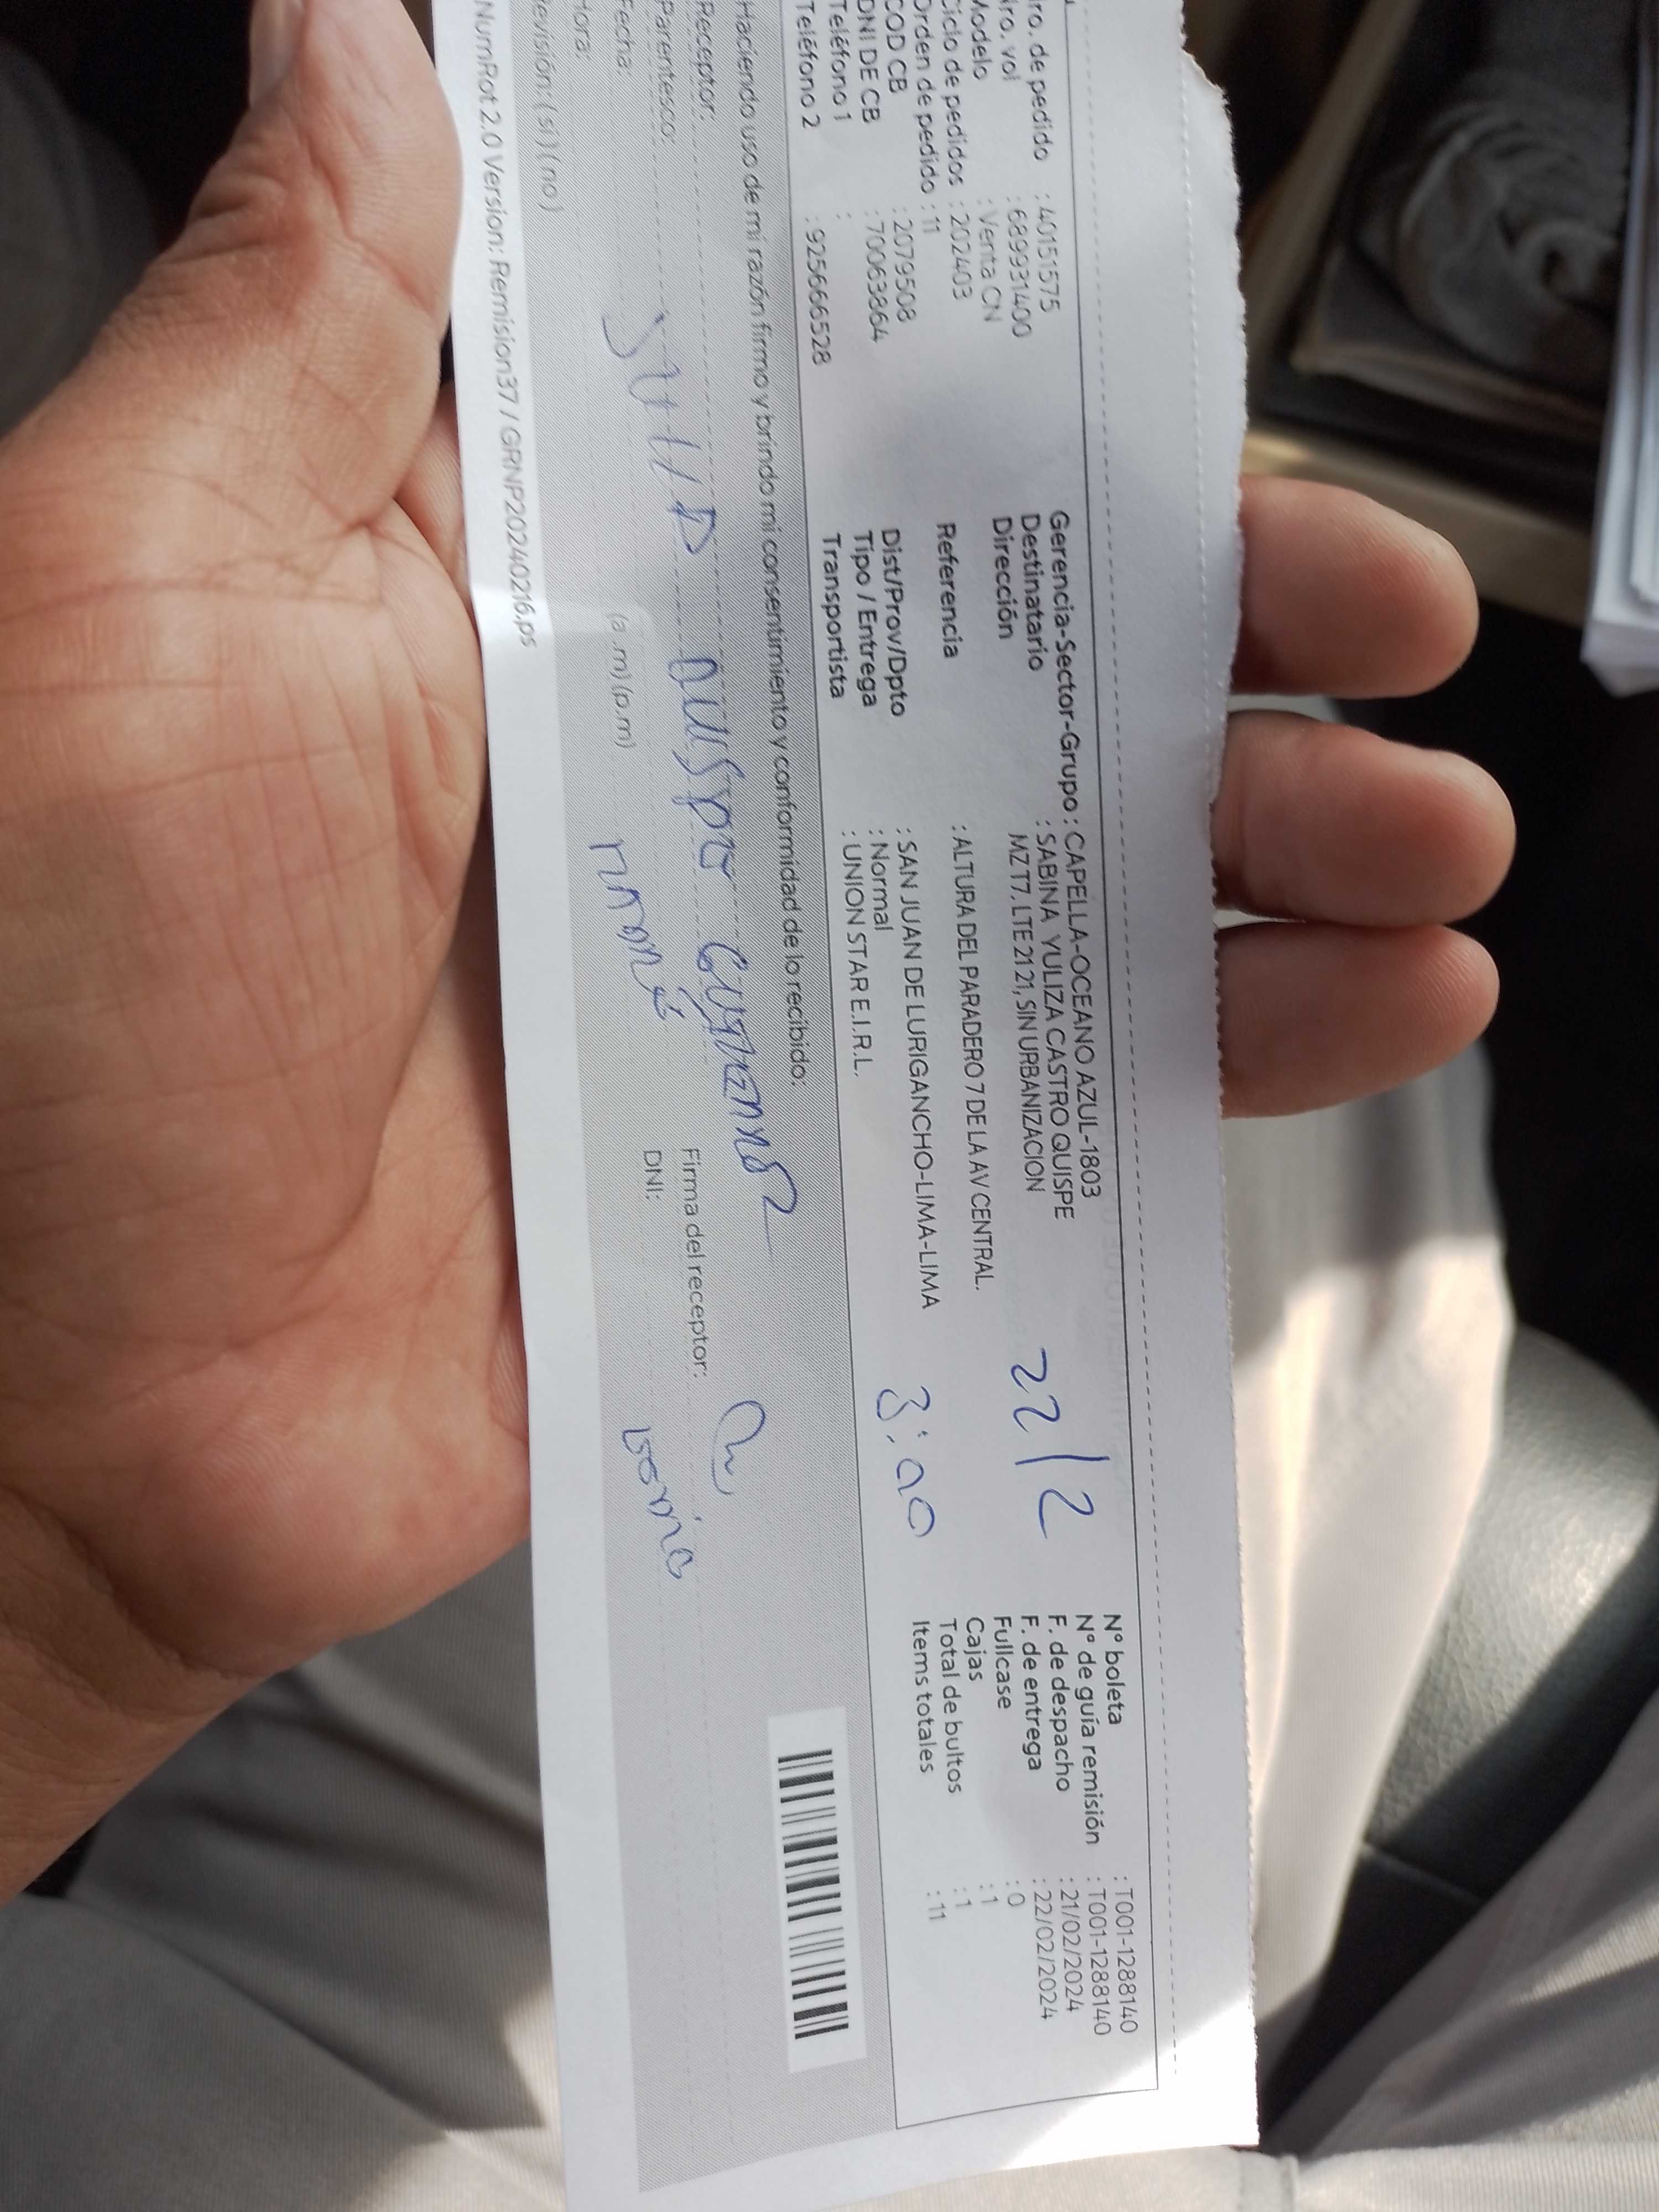 ro. de pedido : 40151575
ro. vol : 689931400
Modelo : Venta CN
Ciclo de pedidos : 202403
Orden de pedido : 11
COD CB : 2079508
DNI DE CB : 70063864
Teléfono 1 :
Teléfono 2 : 925666528
Gerencia-Sector-Grupo : CAPELLA-OCEANO AZUL-1803
Destinatario : SABINA YULIZA CASTRO QUISPE
Dirección MZ T7, LTE 21 21, SIN URBANIZACION
Referencia : ALTURA DEL PARADERO 7 DE LA AV CENTRAL.
Dist/Prov/Dpto : SAN JUAN DE LURIGANCHO-LIMA-LIMA
Tipo / Entrega : Normal
Transportista : UNION STAR E.I.R.L.
22/2
3:00
N° boleta : T001-1288140
N° de guía remisión : T001-1288140
F. de despacho : 21/02/2024
F. de entrega : 22/02/2024
Fullcase : 0
Cajas : 1
Total de bultos : 1
Items totales : 11
Haciendo uso de mi razón firmo y brindo mi consentimiento y conformidad de lo recibido:
Receptor:
Parentesco:
Fecha:
Hora: (a.m) (p.m)
Revisión: ( si ) ( no )
Firma del receptor:
DNI:
NumRot 2.0 Version: Remision37 / GRNP20240216.ps